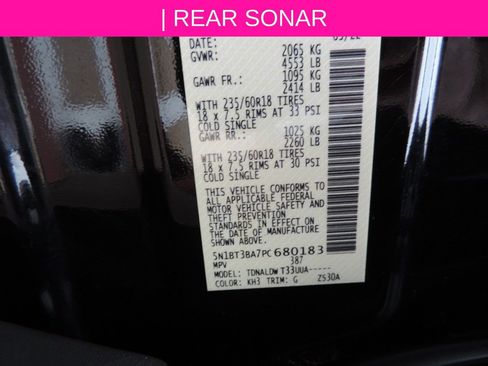 | REAR SONAR
DATE:
GVWR: 2065 KG
4553 LB
GAWR FR.: 1095 KG
2414 LB
WITH 235/60R18 TIRES
18 x 7.5 RIMS AT 33 PSI
COLD SINGLE
GAWR RR.: 1025 KG
2260 LB
WITH 235/60R18 TIRES
18 x 7.5 RIMS AT 30 PSI
COLD SINGLE
THIS VEHICLE CONFORMS TO
ALL APPLICABLE FEDERAL
MOTOR VEHICLE SAFETY
AND THEFT PREVENTION
STANDARDS IN EFFECT ON
THE DATE OF MANUFACTURE
SHOWN ABOVE.
5N1BT3BA7PC680183
MPV 387
MODEL: TDNALDW T33UUA-----
COLOR: KH3 TRIM: G ZS30A